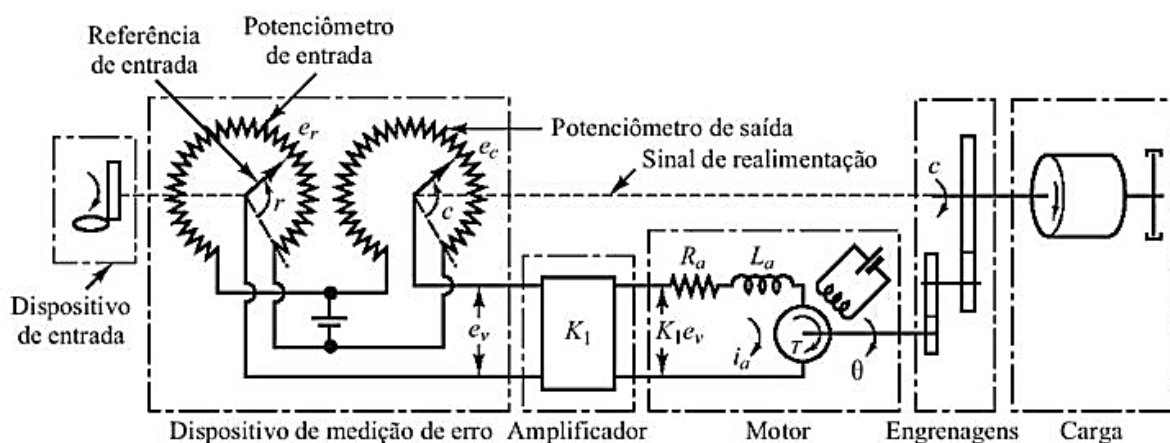 Referência
de entrada
Potenciômetro
de entrada
e_r
r
Potenciômetro de saída
e_c
c
Sinal de realimentação
c
Dispositivo
de entrada
e_v
K_1
K_1e_v
R_a
L_a
i_a
T
θ
Dispositivo de medição de erro
Amplificador
Motor
Engrenagens
Carga